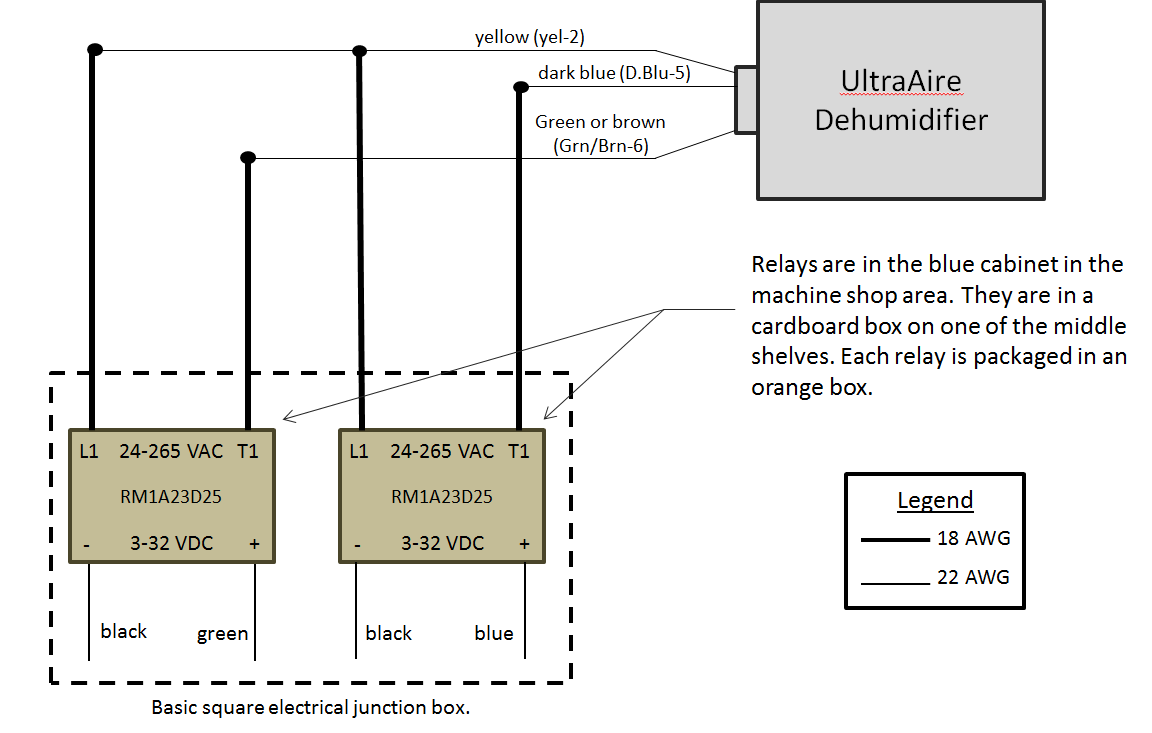 yellow (yel-2)
dark blue (D.Blu-5)
Green or brown
(Grn/Brn-6)
UltraAire
Dehumidifier
Relays are in the blue cabinet in the
machine shop area. They are in a
cardboard box on one of the middle
shelves. Each relay is packaged in an
orange box.
L1 24-265 VAC T1
RM1A23D25
- 3-32 VDC +
black green
L1 24-265 VAC T1
RM1A23D25
- 3-32 VDC +
black blue
Legend
18 AWG
22 AWG
Basic square electrical junction box.